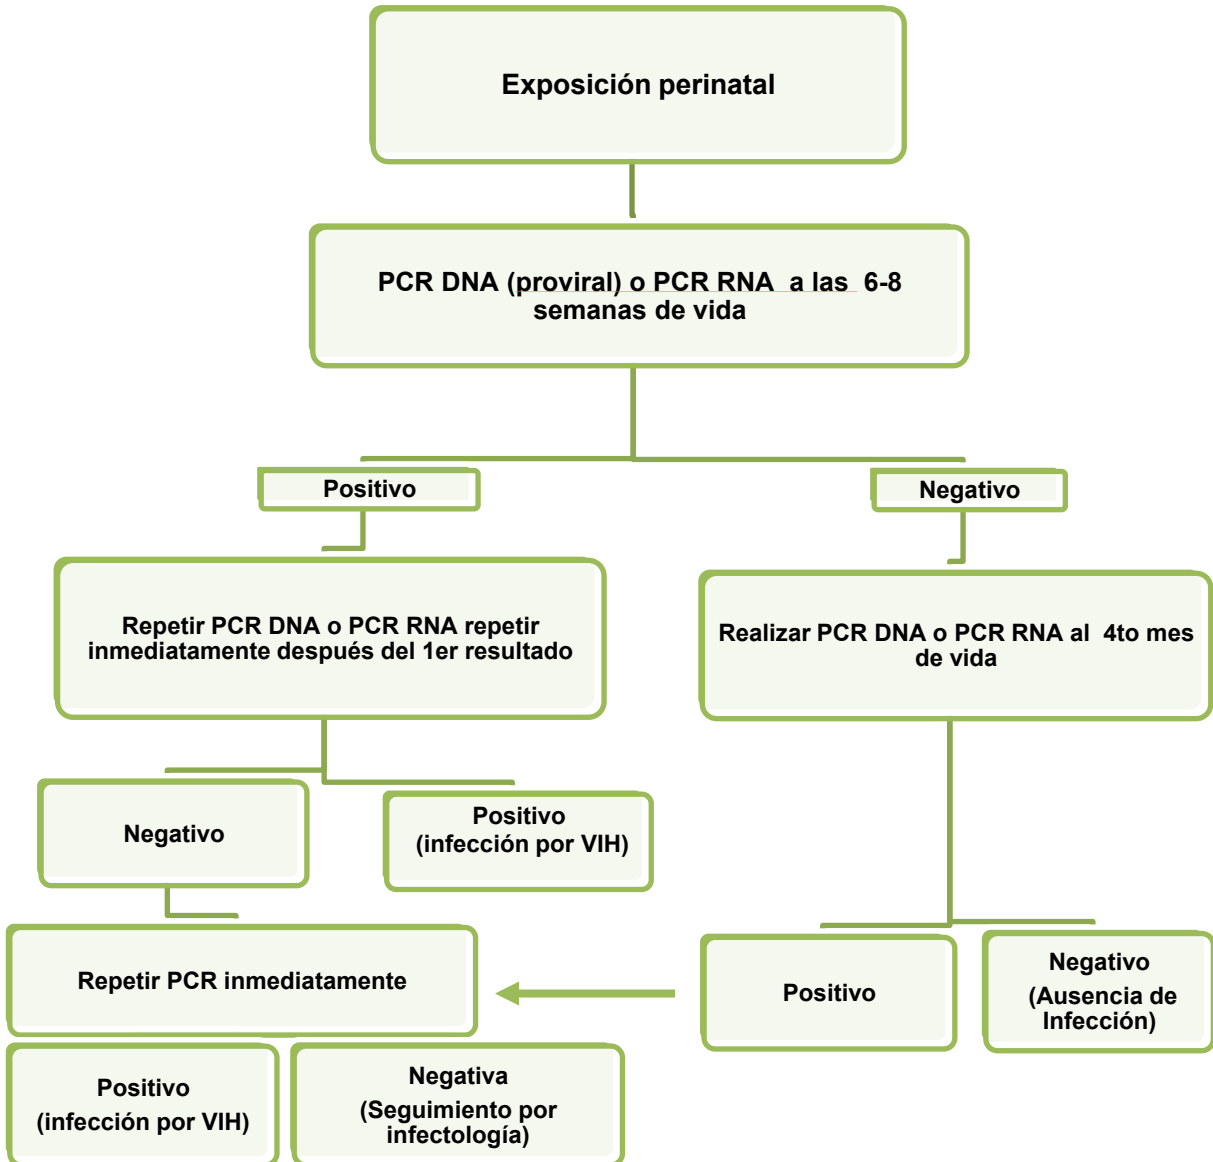 Exposición perinatal
PCR DNA (proviral) o PCR RNA a las 6-8
semanas de vida
Positivo
Negativo
Repetir PCR DNA o PCR RNA repetir
inmediatamente después del 1er resultado
Realizar PCR DNA o PCR RNA al 4to mes
de vida
Negativo
Positivo
(infección por VIH)
Repetir PCR inmediatamente
Positivo
Negativo
(Ausencia de
Infección)
Positivo
(infección por VIH)
Negativa
(Seguimiento por
infectología)